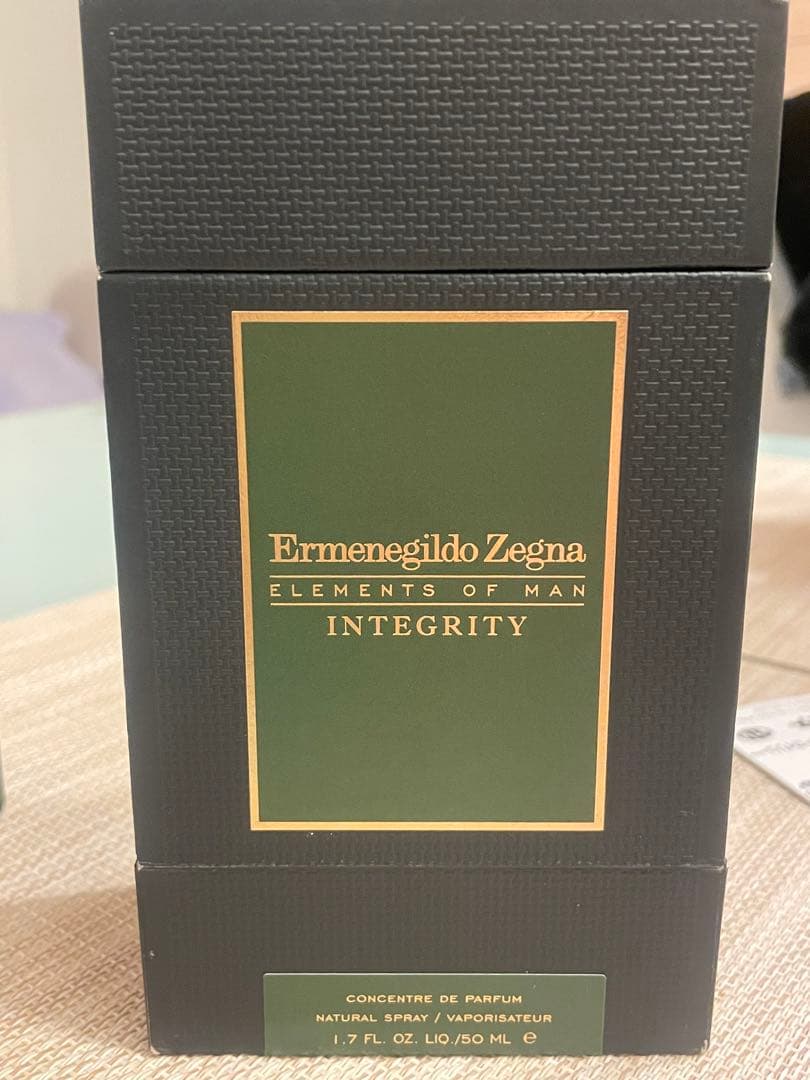 Ermenegildo Zegna
ELEMENTS OF MAN
INTEGRITY
CONCENTRE DE PARFUM
NATURAL SPRAY / VAPORISATEUR
1.7 FL. OZ. LIQ./50 ML ℮